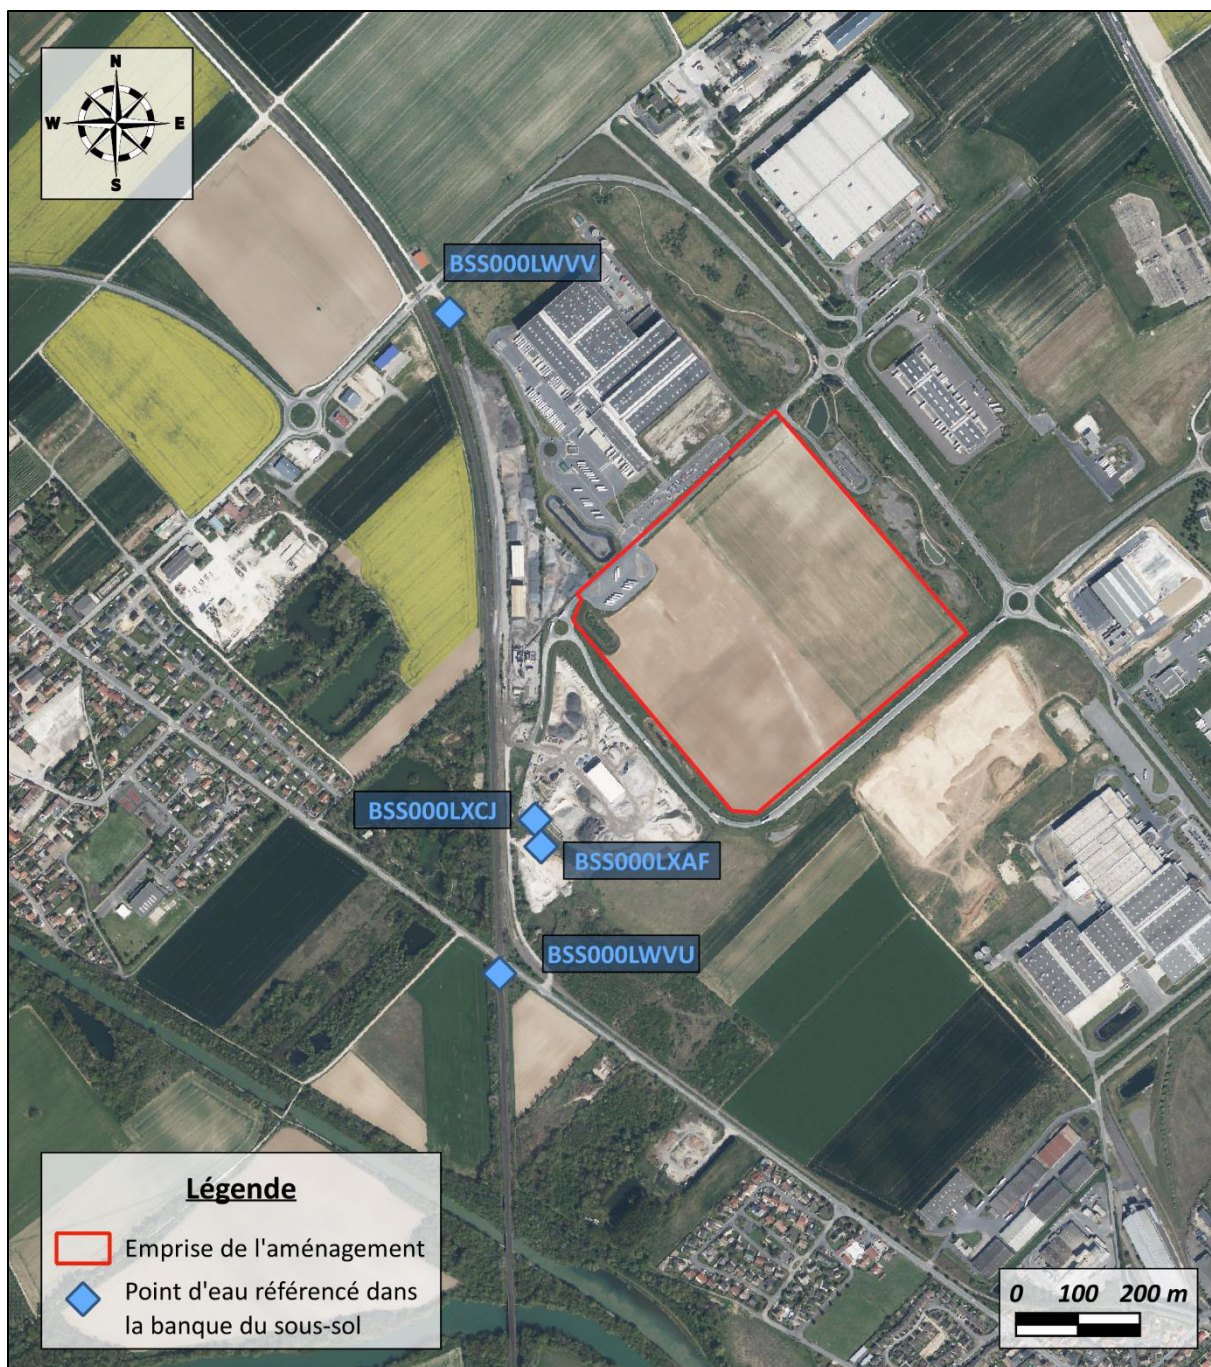 N
W E
S
BSS000LWVV
BSS000LXCJ
BSS000LXAF
BSS000LWVU
Légende
Emprise de l'aménagement
Point d'eau référencé dans
la banque du sous-sol
0 100 200 m